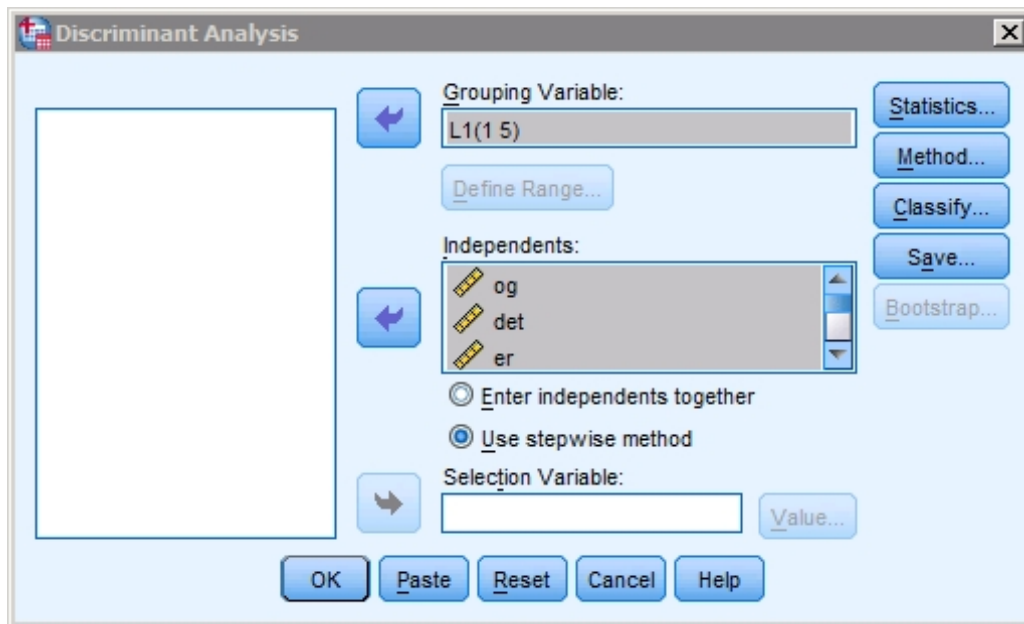 Discriminant Analysis
Grouping Variable:
L1(1 5)
Define Range...
Independents:
og
det
er
Enter independents together
Use stepwise method
Selection Variable:
Value...
Statistics...
Method...
Classify...
Save...
Bootstrap...
OK
Paste
Reset
Cancel
Help